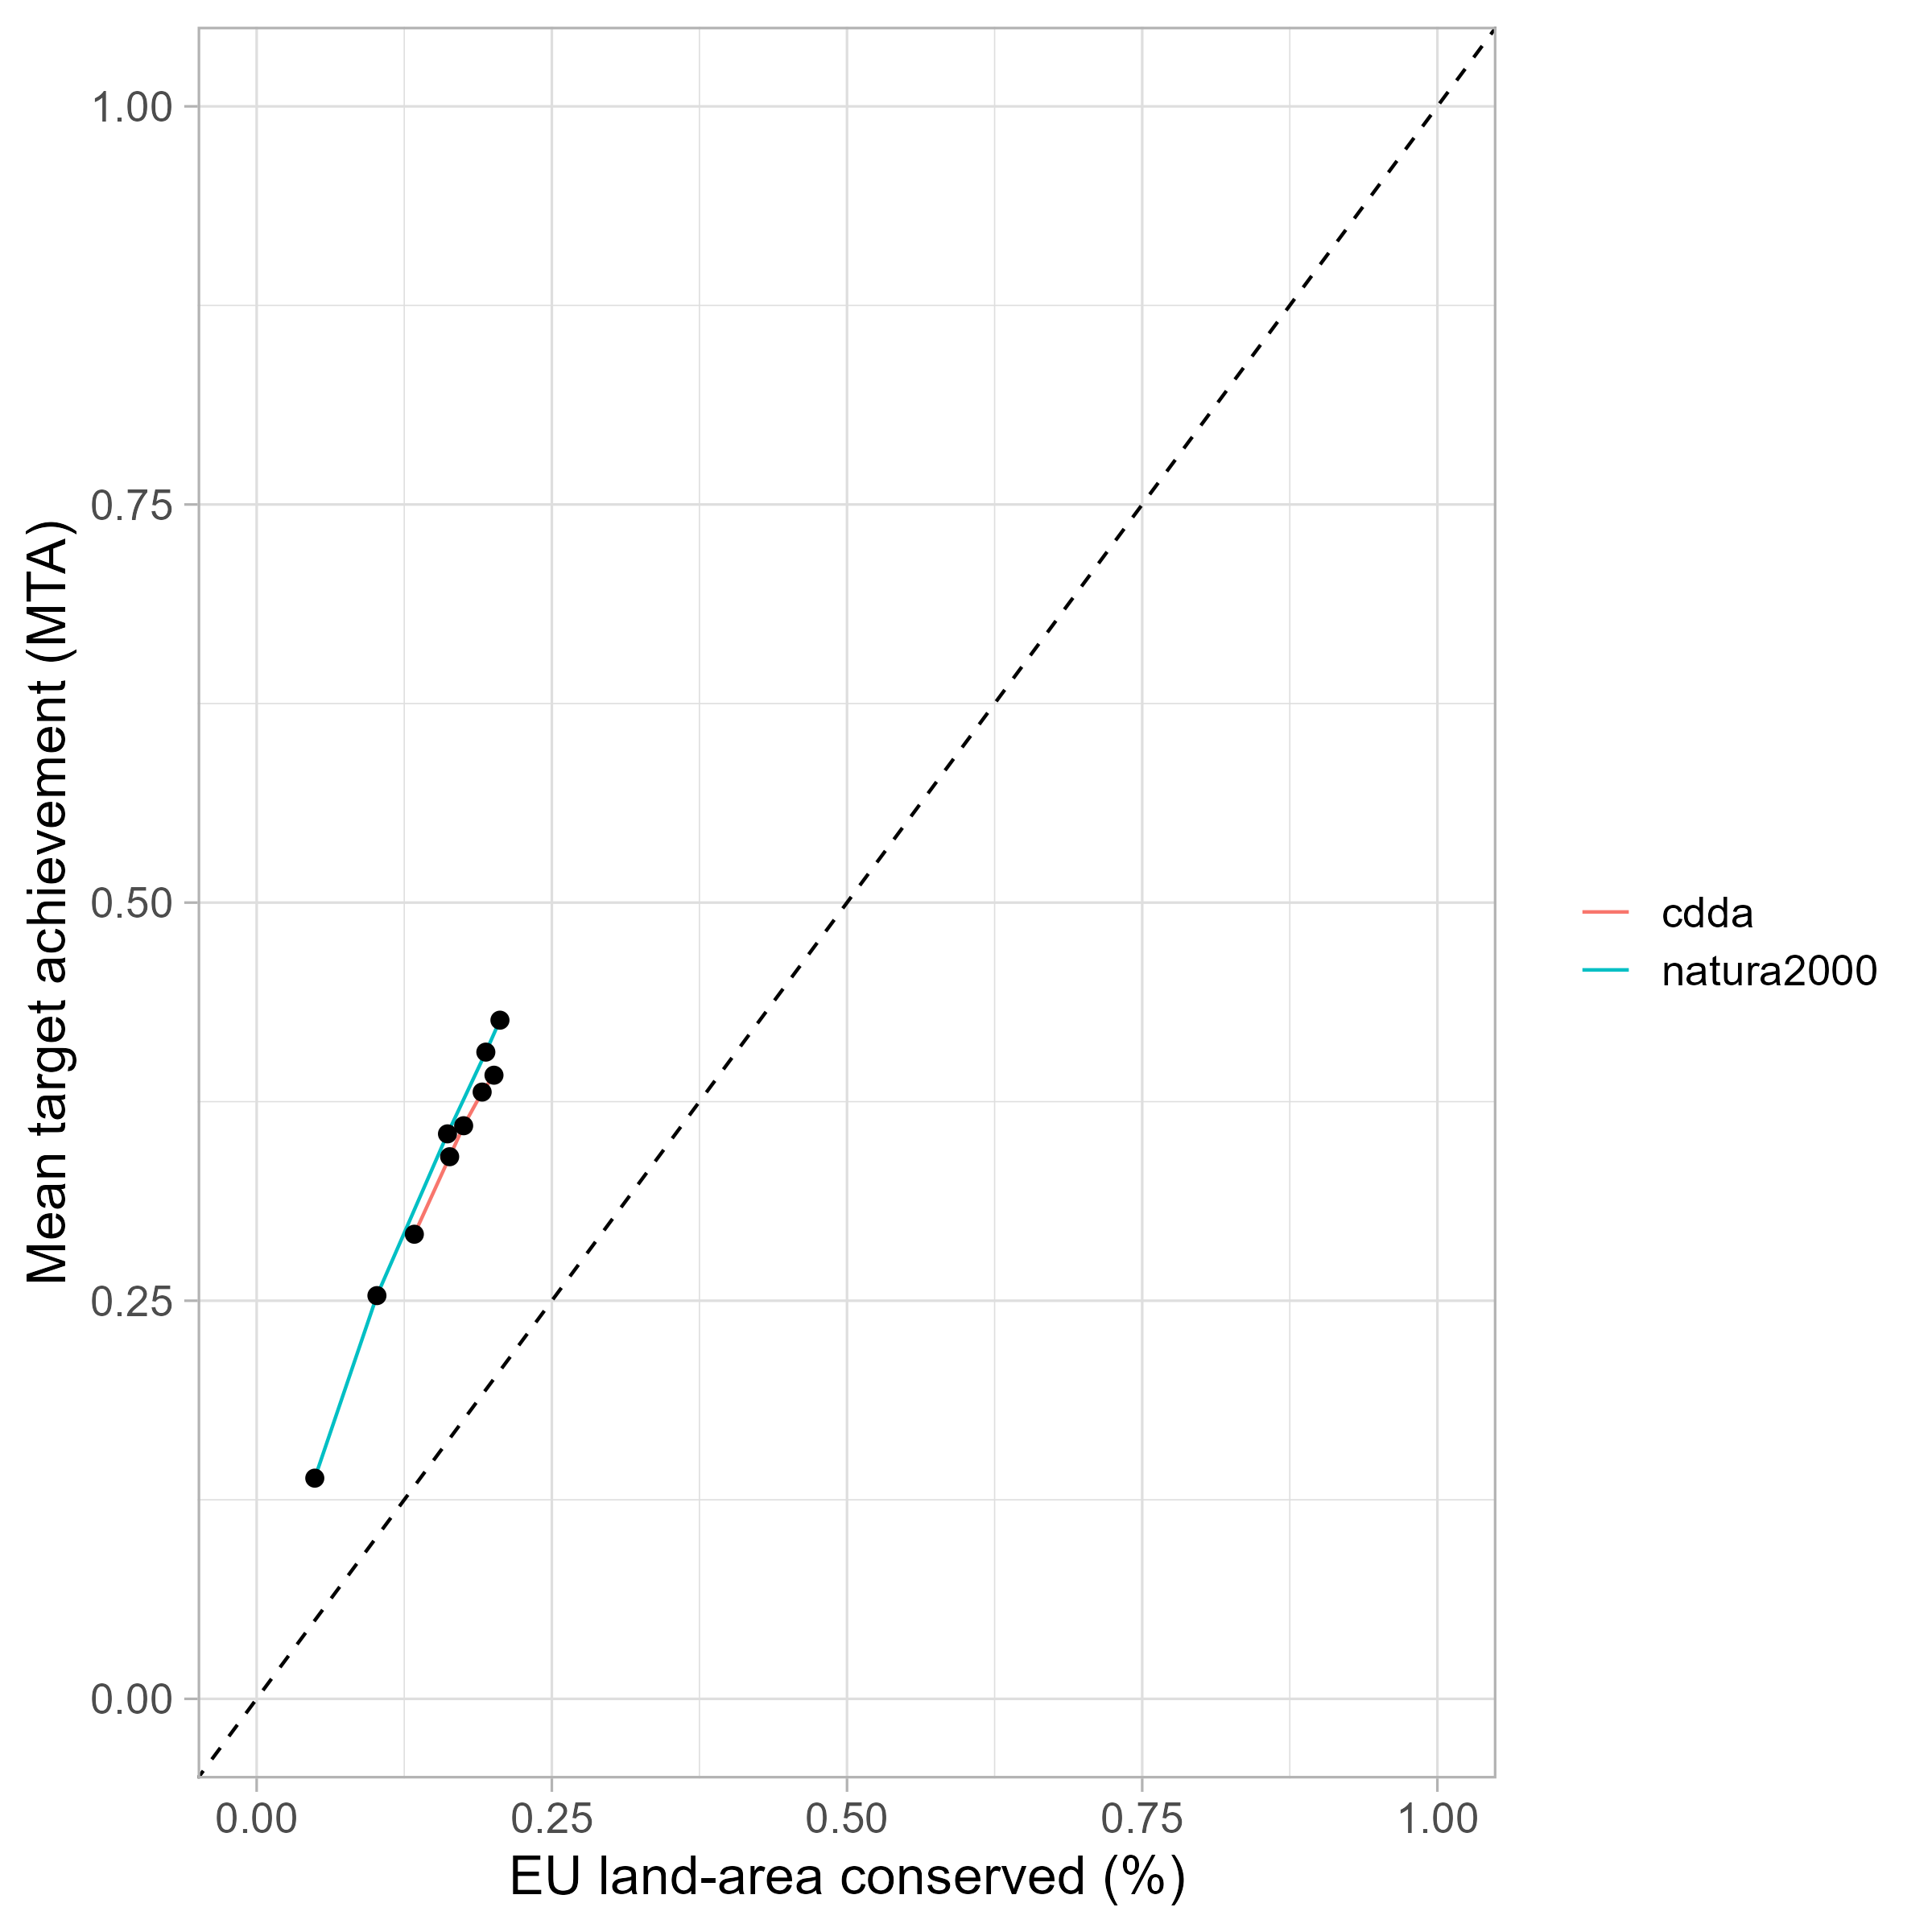 Mean target achievement (MTA)
1.00
0.75
0.50
0.25
0.00
0.00 0.25 0.50 0.75 1.00
EU land-area conserved (%)
cdda
natura2000